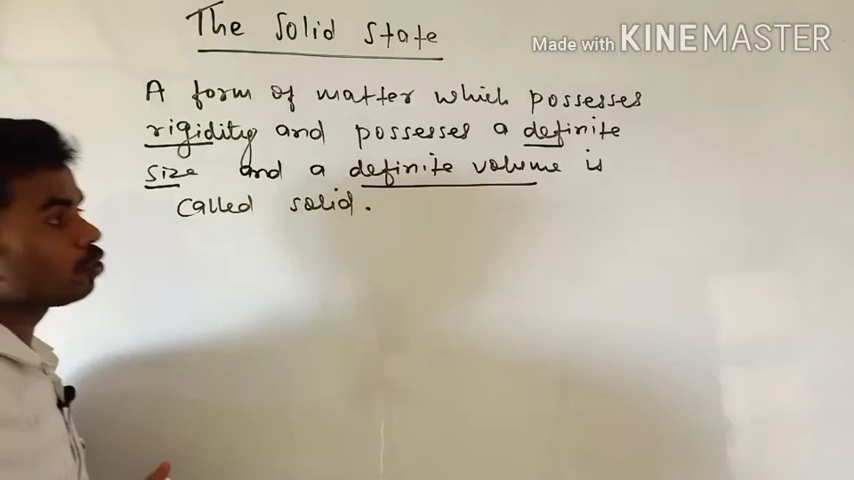 The Solid State
Made with KINEMASTER
A form of matter which possesses
rigidity and possesses a definite
size and a definite volume is
called solid.